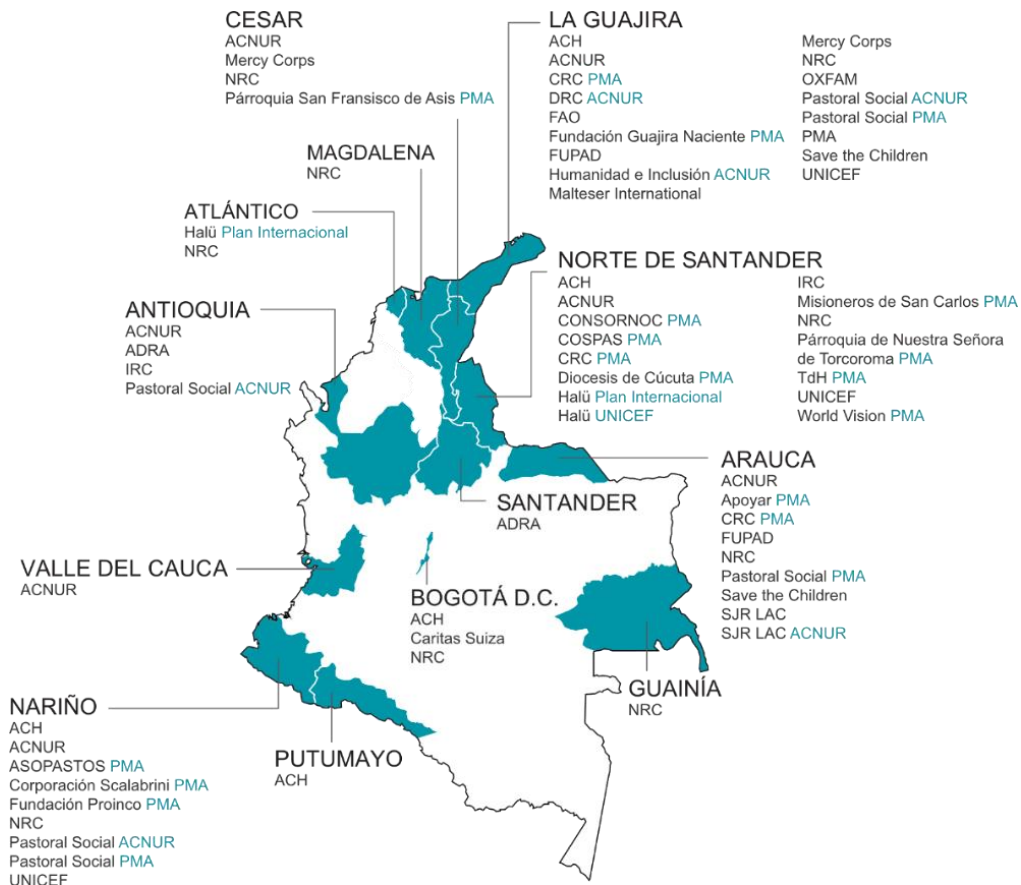 CESAR
ACNUR
Mercy Corps
NRC
Párroquia San Fransisco de Asis PMA
LA GUAJIRA
ACH
ACNUR
CRC PMA
DRC ACNUR
FAO
Fundación Guajira Naciente PMA
FUPAD
Humanidad e Inclusión ACNUR
Malteser International
Mercy Corps
NRC
OXFAM
Pastoral Social ACNUR
Pastoral Social PMA
PMA
Save the Children
UNICEF
MAGDALENA
NRC
ATLÁNTICO
Halü Plan Internacional
NRC
NORTE DE SANTANDER
ACH
ACNUR
CONSORNOC PMA
COSPAS PMA
CRC PMA
Diocesis de Cúcuta PMA
Halü Plan Internacional
Halü UNICEF
IRC
Misioneros de San Carlos PMA
NRC
Párroquia de Nuestra Señora
de Torcoroma PMA
TdH PMA
UNICEF
World Vision PMA
ANTIOQUIA
ACNUR
ADRA
IRC
Pastoral Social ACNUR
ARAUCA
ACNUR
Apoyar PMA
CRC PMA
FUPAD
NRC
Pastoral Social PMA
Save the Children
SJR LAC
SJR LAC ACNUR
SANTANDER
ADRA
VALLE DEL CAUCA
ACNUR
BOGOTÁ D.C.
ACH
Caritas Suiza
NRC
GUAINÍA
NRC
NARIÑO
ACH
ACNUR
ASOPASTOS PMA
Corporación Scalabrini PMA
Fundación Proinco PMA
NRC
Pastoral Social ACNUR
Pastoral Social PMA
UNICEF
PUTUMAYO
ACH